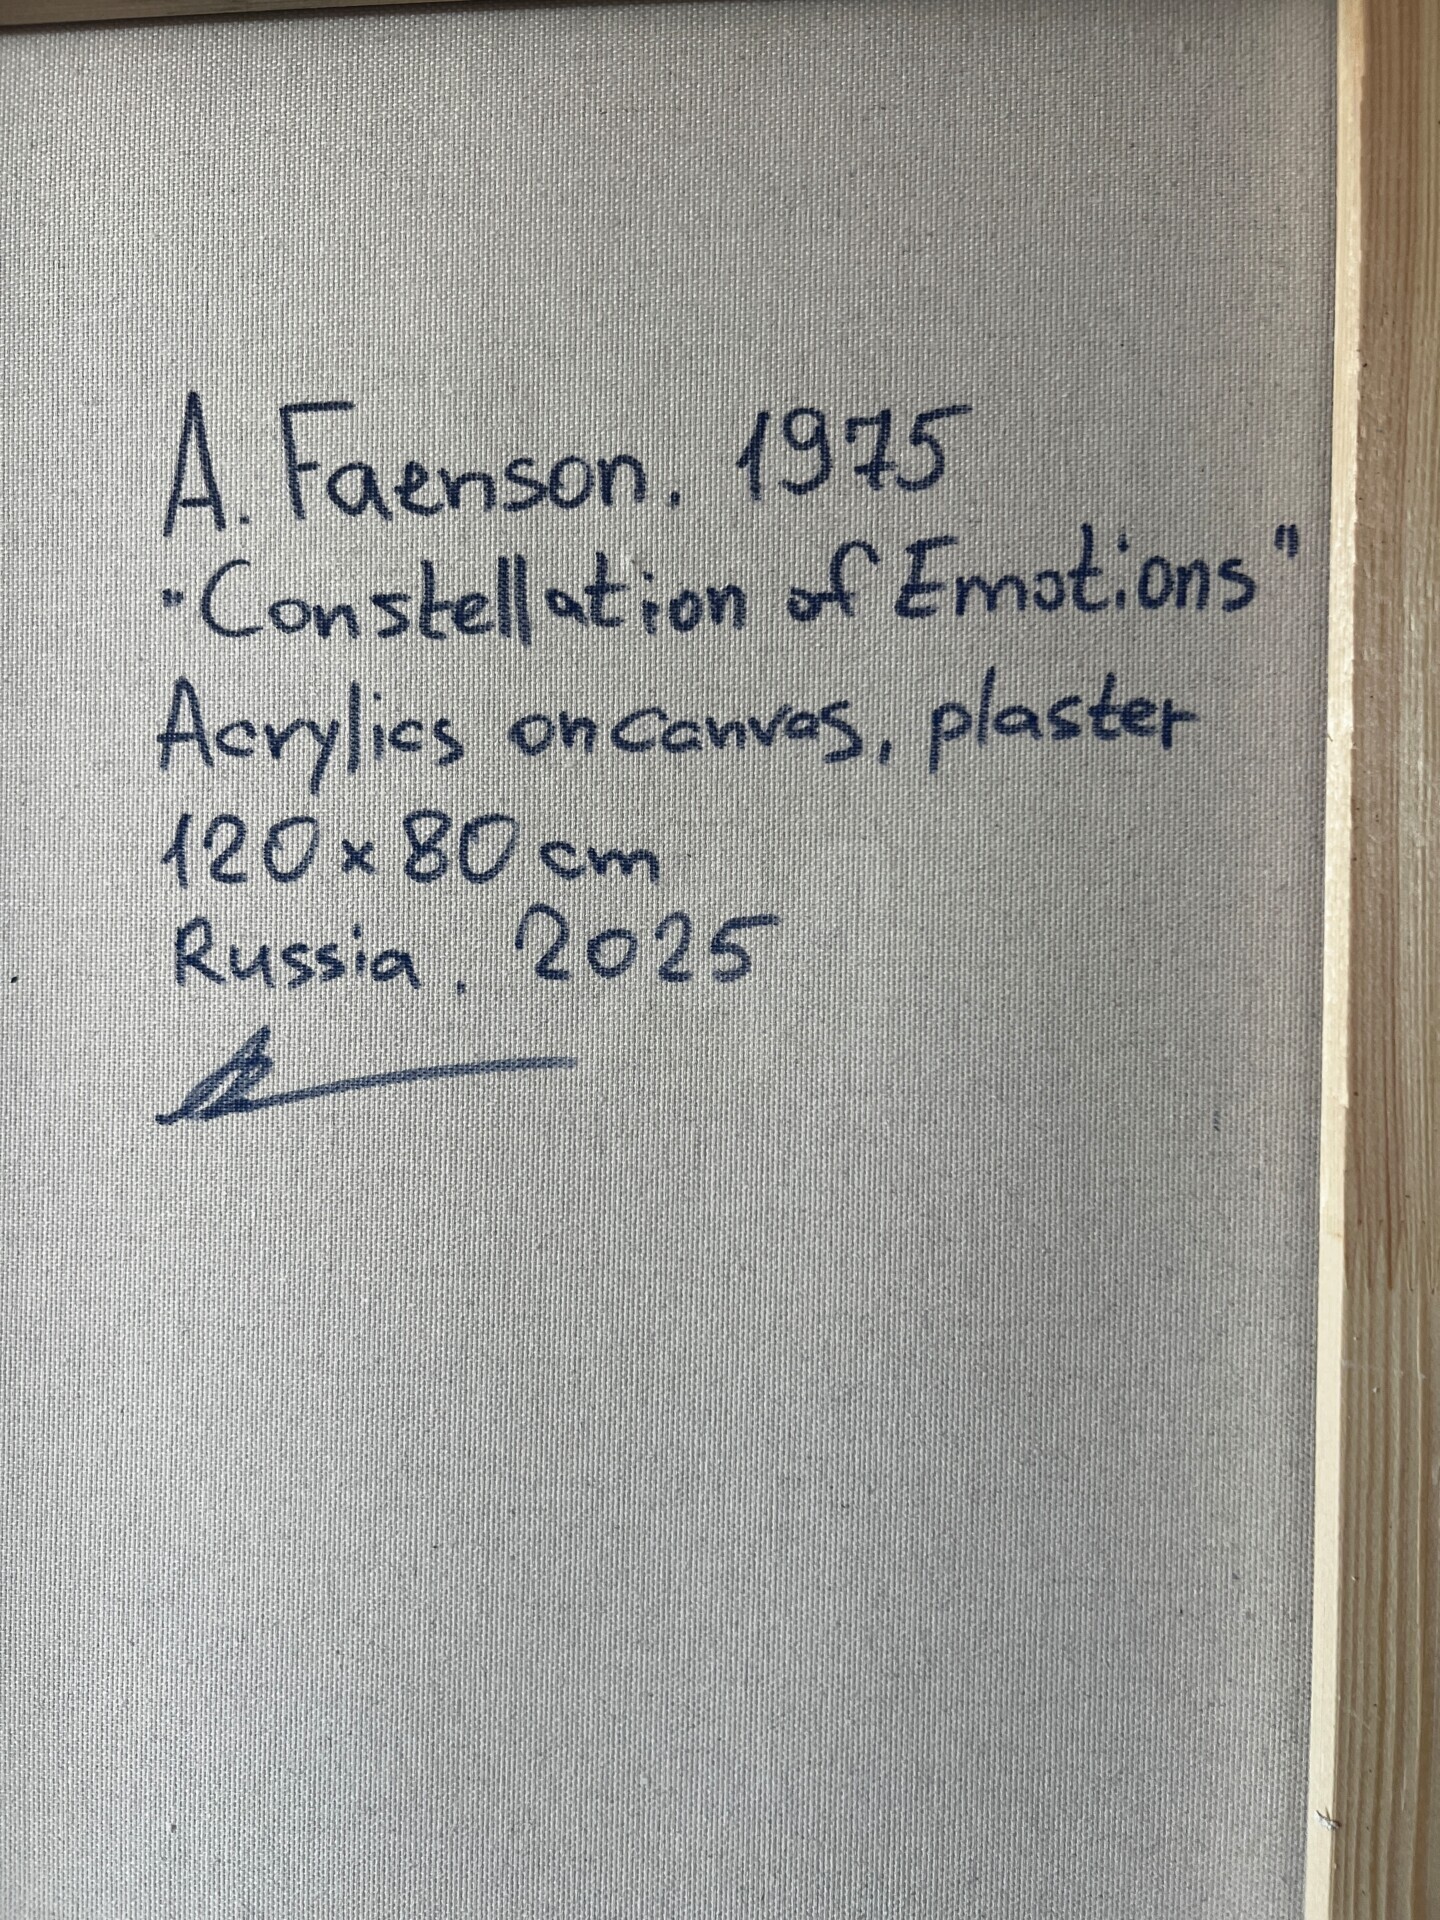 A. Faenson. 1975
"Constellation of Emotions"
Acrylics on canvas, plaster
120 x 80 cm
Russia. 2025